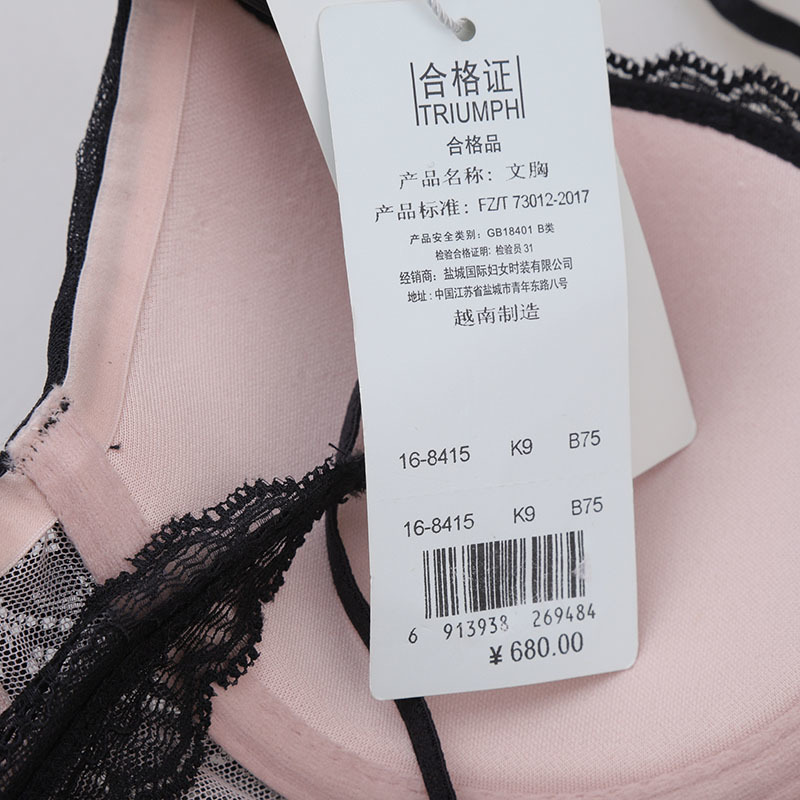 合格证
TRIUMPH
合格品
产品名称：文胸
产品标准：FZ/T 73012-2017
产品安全类别：GB18401 B类
检验合格证明：检验员 31
经销商：盐城国际妇女时装有限公司
地址：中国江苏省盐城市青年东路八号
越南制造
16-8415 K9 B75
16-8415 K9 B75
6 913938 269484
¥ 680.00